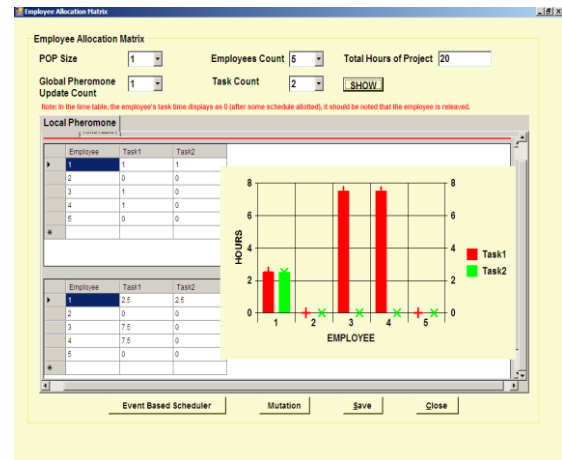 Employee Allocation Matrix
Employee Allocation Matrix
POP Size 1 Employees Count 5 Total Hours of Project 20
Global Pheromone Update Count 1 Task Count 2 SHOW
Note: In the time table, the employee's task time displays as 0 (after some schedule allotted), it should be noted that the employee is releaved.
Local Pheromone
Employee Task1 Task2
1 1 1
2 0 0
3 1 0
4 1 0
5 0 0
Employee Task1 Task2
1 2.5 2.5
2 0 0
3 7.5 0
4 7.5 0
5 0 0
HOURS
8 8
6 6
4 4
2 2
0 0
1 2 3 4 5
EMPLOYEE
Task1
Task2
Event Based Scheduler Mutation Save Close